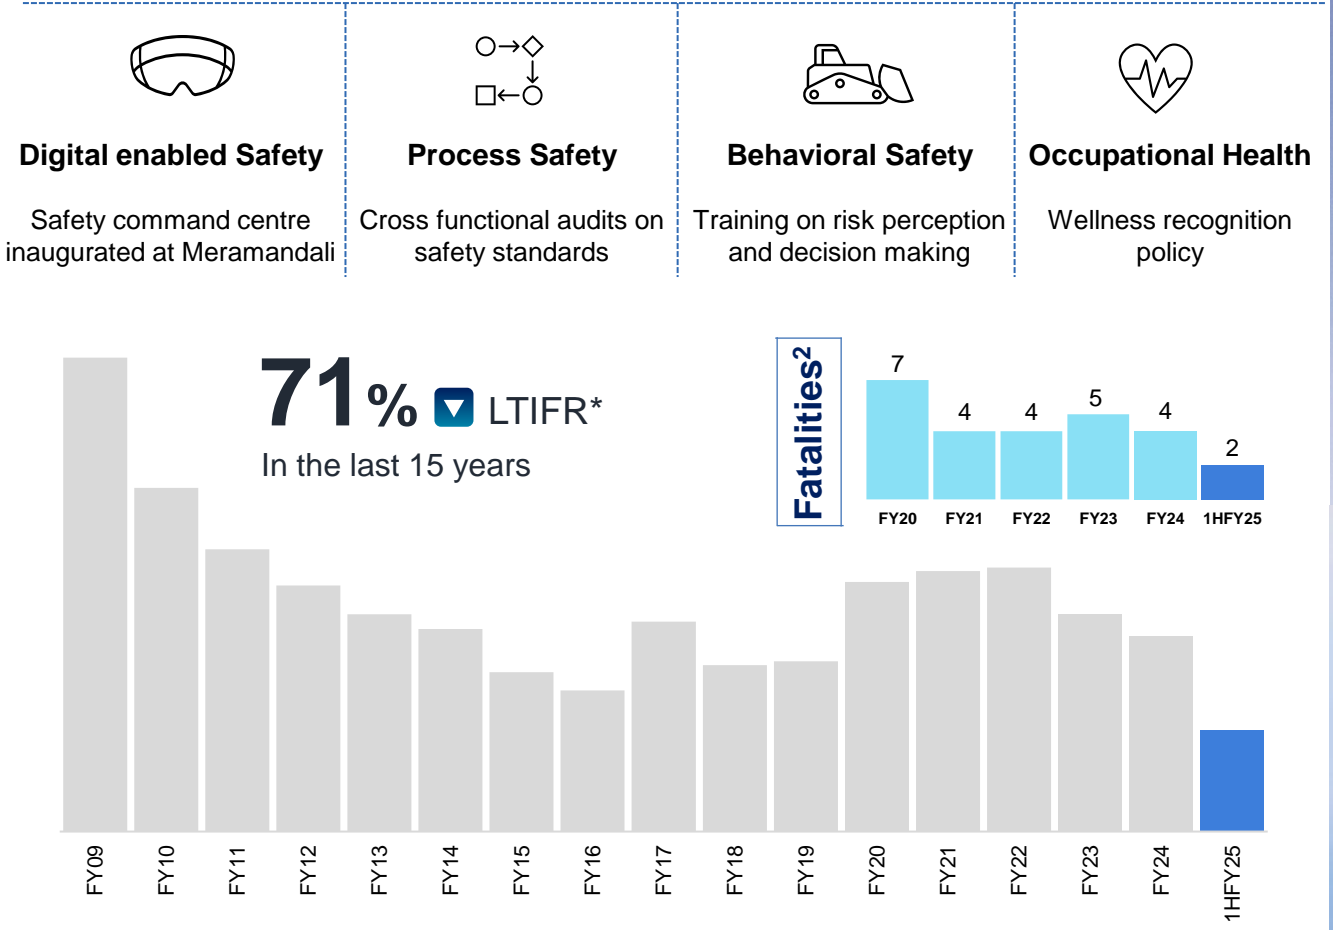 Digital enabled Safety
Safety command centre
inaugurated at Meramandali
Process Safety
Cross functional audits on
safety standards
Behavioral Safety
Training on risk perception
and decision making
Occupational Health
Wellness recognition
policy
71% LTIFR*
In the last 15 years
Fatalities²
7
4
4
5
4
2
FY20
FY21
FY22
FY23
FY24
1HFY25
FY09
FY10
FY11
FY12
FY13
FY14
FY15
FY16
FY17
FY18
FY19
FY20
FY21
FY22
FY23
FY24
1HFY25